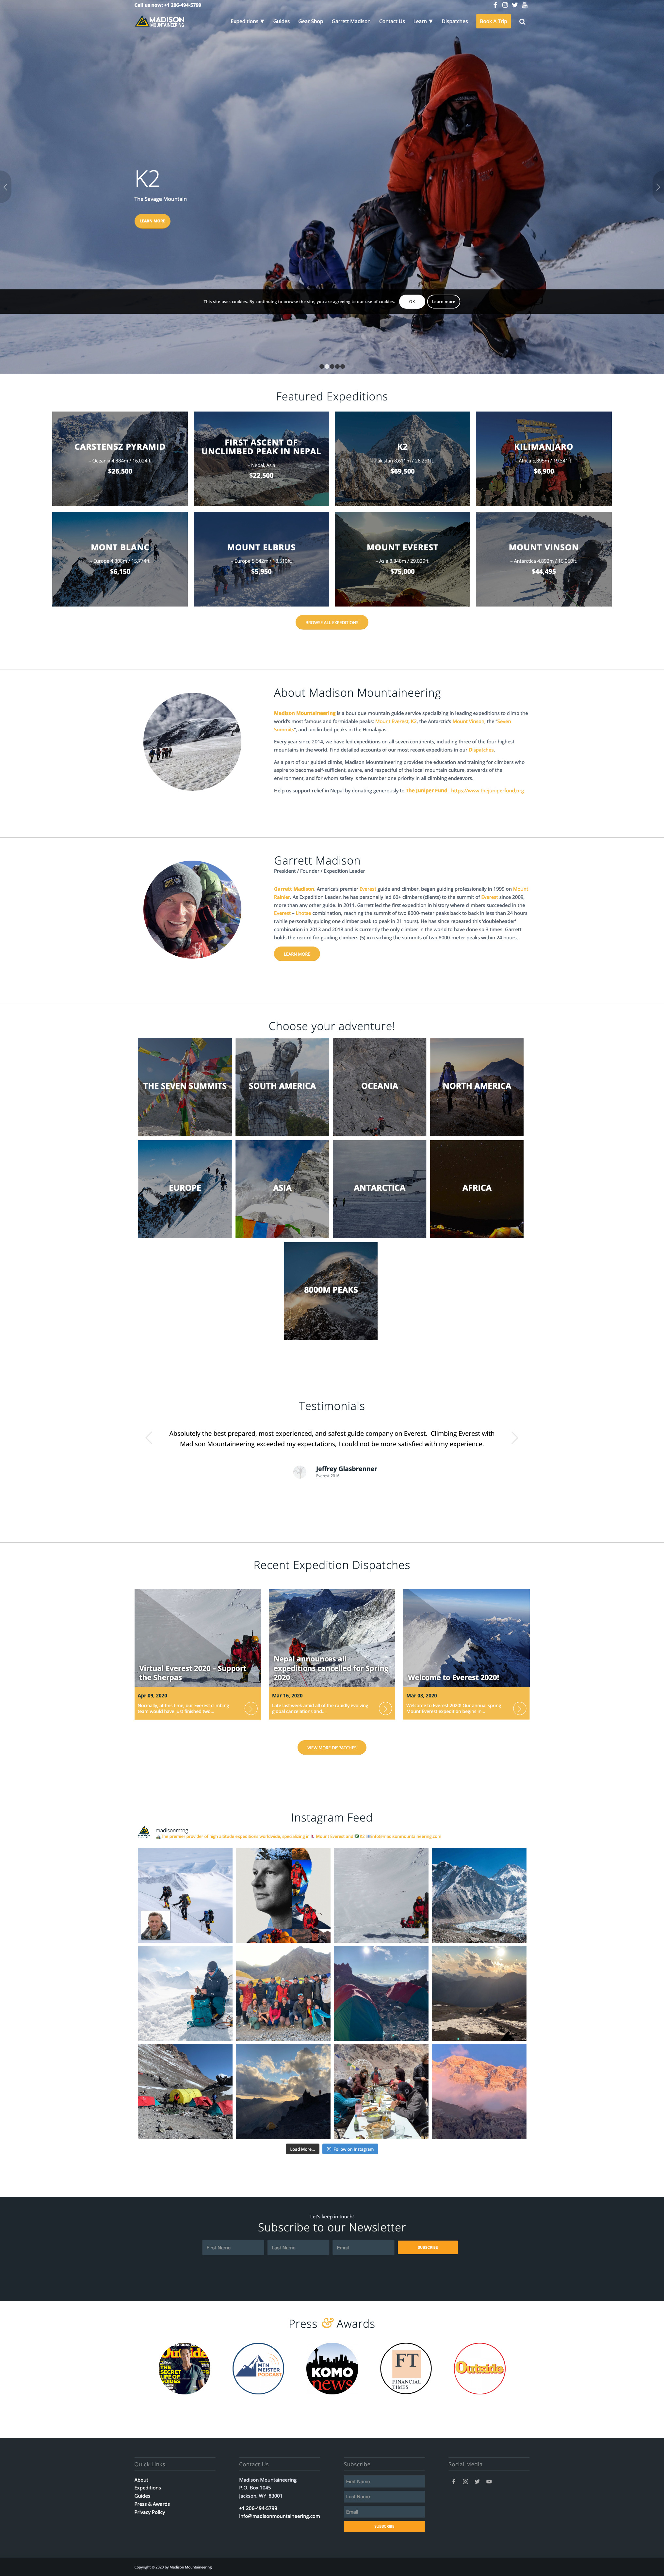 Call us now: +1 206-494-5799
MADISON
MOUNTAINEERING
Expeditions ▼ Guides Gear Shop Garrett Madison Contact Us Learn ▼ Dispatches Book A Trip
K2
The Savage Mountain
LEARN MORE
This site uses cookies. By continuing to browse the site, you are agreeing to our use of cookies. OK Learn more
Featured Expeditions
CARSTENSZ PYRAMID
– Oceania 4,884m / 16,024ft.
$26,500
FIRST ASCENT OF
UNCLIMBED PEAK IN NEPAL
– Nepal, Asia
$22,500
K2
– Pakistan 8,611m / 28,251ft.
$69,500
KILIMANJARO
– Africa 5,895m / 19,341ft.
$6,900
MONT BLANC
$6,150
MOUNT ELBRUS
– Europe 5,642m / 18,510ft.
$5,950
MOUNT EVEREST
– Asia 8,848m / 29,029ft.
$75,000
MOUNT VINSON
$44,495
BROWSE ALL EXPEDITIONS
About Madison Mountaineering
Madison Mountaineering is a boutique mountain guide service specializing in leading expeditions to climb the
world's most famous and formidable peaks: Mount Everest, K2, the Antarctic's Mount Vinson, the "Seven
Summits", and unclimbed peaks in the Himalayas.
Every year since 2014, we have led expeditions on all seven continents, including three of the four highest
mountains in the world. Find detailed accounts of our most recent expeditions in our Dispatches.
As a part of our guided climbs, Madison Mountaineering provides the education and training for climbers who
aspire to become self-sufficient, aware, and respectful of the local mountain culture, stewards of the
environment, and for whom safety is the number one priority in all climbing endeavors.
Help us support relief in Nepal by donating generously to The Juniper Fund: https://www.thejuniperfund.org
Garrett Madison
President / Founder / Expedition Leader
Garrett Madison, America's premier Everest guide and climber, began guiding professionally in 1999 on Mount
Rainier. As Expedition Leader, he has personally led 60+ climbers (clients) to the summit of Everest since 2009,
more than any other guide. In 2011, Garrett led the first expedition in history where climbers succeeded in the
Everest – Lhotse combination, reaching the summit of two 8000-meter peaks back to back in less than 24 hours
(while personally guiding one climber peak to peak in 21 hours). He has since repeated this 'doubleheader'
combination in 2013 and 2018 and is currently the only climber in the world to have done so 3 times. Garrett
holds the record for guiding climbers (5) in reaching the summits of two 8000-meter peaks within 24 hours.
LEARN MORE
Choose your adventure!
THE SEVEN SUMMITS
SOUTH AMERICA
OCEANIA
NORTH AMERICA
EUROPE
ASIA
ANTARCTICA
AFRICA
8000M PEAKS
Testimonials
Absolutely the best prepared, most experienced, and safest guide company on Everest. Climbing Everest with
Madison Mountaineering exceeded my expectations, I could not be more satisfied with my experience.
Jeffrey Glasbrenner
Everest 2016
Recent Expedition Dispatches
Virtual Everest 2020 – Support
the Sherpas
Apr 09, 2020
Normally, at this time, our Everest climbing
team would have just finished two...
Nepal announces all
expeditions cancelled for Spring
2020
Mar 16, 2020
Late last week amid all of the rapidly evolving
global cancelations and...
Welcome to Everest 2020!
Mar 03, 2020
Welcome to Everest 2020! Our annual spring
Mount Everest expedition begins in...
VIEW MORE DISPATCHES
Instagram Feed
madisonmtng
The premier provider of high altitude expeditions worldwide, specializing in Mount Everest and K2 info@madisonmountaineering.com
Load More...
Follow on Instagram
Let's keep in touch!
Subscribe to our Newsletter
First Name
Last Name
Email
SUBSCRIBE
Press & Awards
Outside
THE
SECRET
LIFE OF
GUIDES
MTN
MEISTER
PODCAST
KOMO
news
FT
FINANCIAL
TIMES
Outside
Quick Links
About
Expeditions
Guides
Press & Awards
Privacy Policy
Contact Us
Madison Mountaineering
P.O. Box 1045
Jackson, WY 83001
+1 206-494-5799
info@madisonmountaineering.com
Subscribe
First Name
Last Name
Email
SUBSCRIBE
Social Media
Copyright © 2020 by Madison Mountaineering